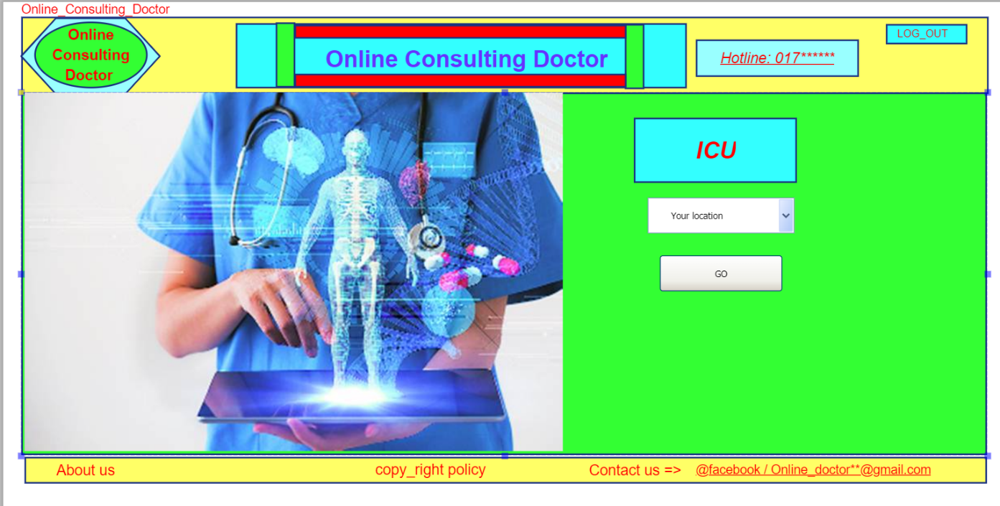 Online_Consulting_Doctor
Online
Consulting
Doctor
Online Consulting Doctor
Hotline: 017******
LOG_OUT
ICU
Your location
GO
About us
copy_right policy
Contact us =>
@facebook / Online_doctor**@gmail.com